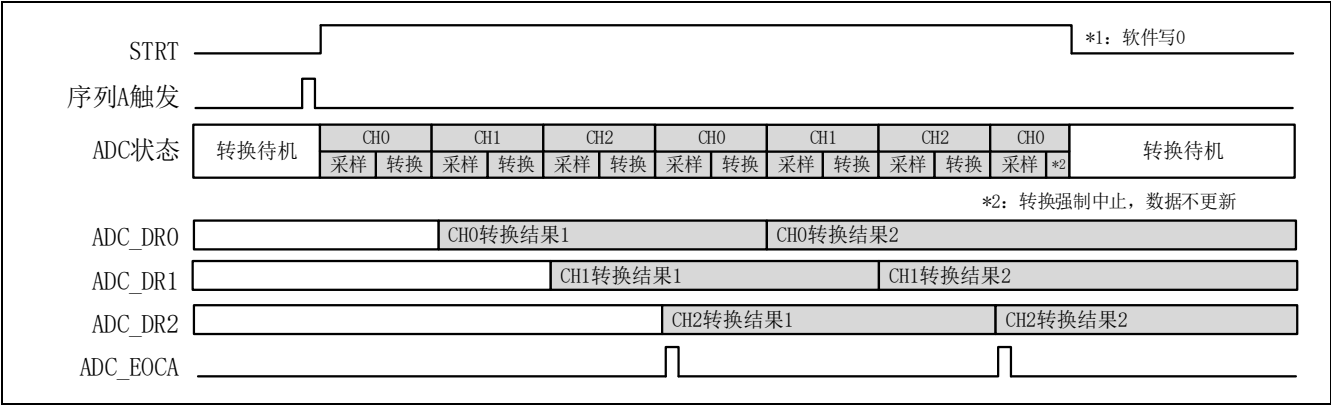 STRT
*1: 软件写0
序列A触发
ADC状态
转换待机
CH0 CH1 CH2 CH0 CH1 CH2 CH0
采样 转换 采样 转换 采样 转换 采样 转换 采样 转换 采样 转换 采样 *2
转换待机
*2: 转换强制中止，数据不更新
ADC_DR0 CH0转换结果1 CH0转换结果2
ADC_DR1 CH1转换结果1 CH1转换结果2
ADC_DR2 CH2转换结果1 CH2转换结果2
ADC_EOCA